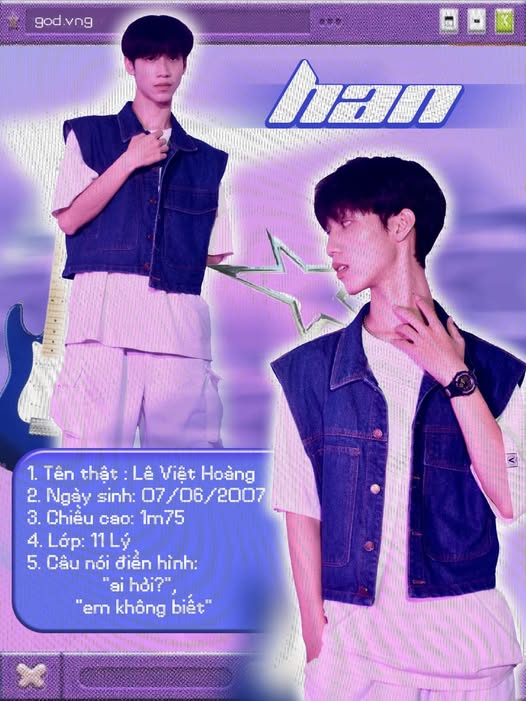 god.vng
han
1. Tên thật : Lê Việt Hoàng
2. Ngày sinh: 07/06/2007
3. Chiều cao: 1m75
4. Lớp: 11 Lý
5. Câu nói điển hình:
"ai hỏi?",
"em không biết"